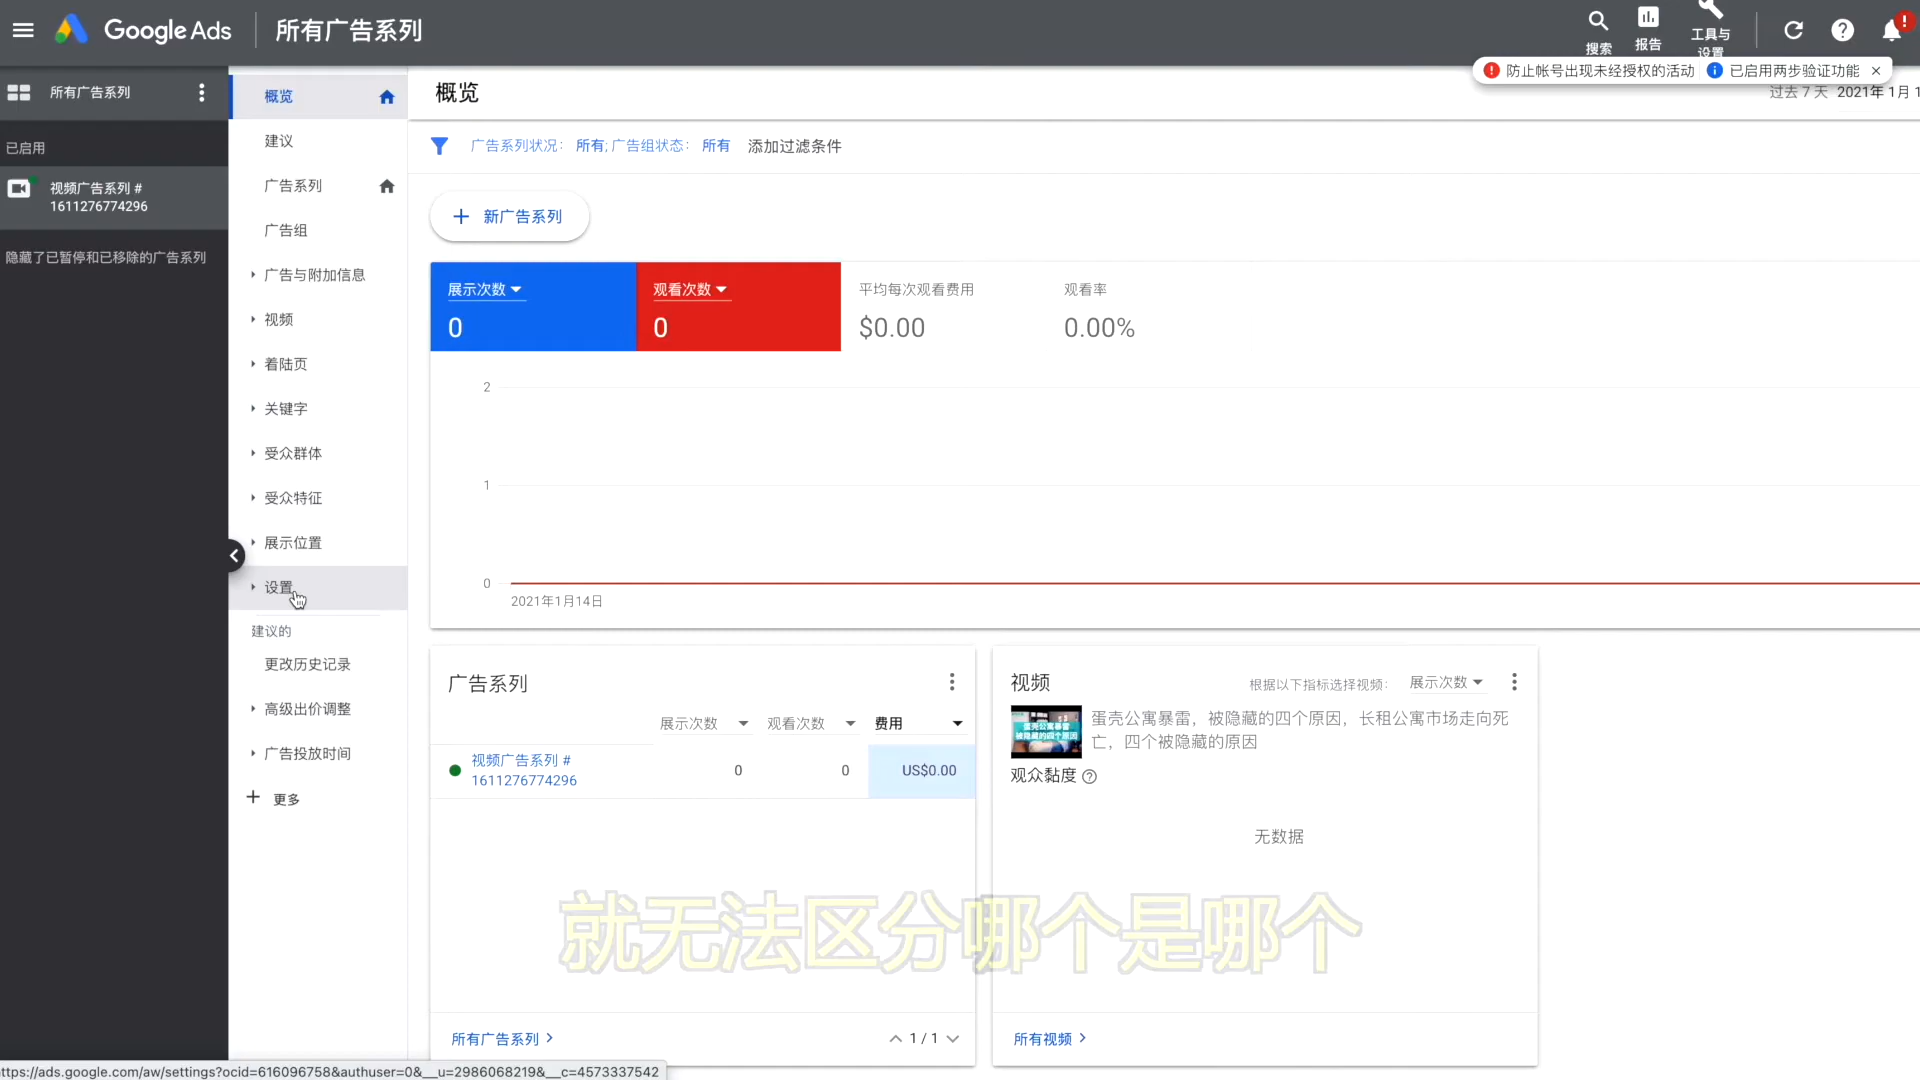 Google Ads
所有广告系列
搜索
报告
工具与
设置
防止帐号出现未经授权的活动
已启用两步验证功能
过去 7 天 2021年 1月 1
所有广告系列
已启用
视频广告系列 #
1611276774296
隐藏了已暂停和已移除的广告系列
概览
建议
广告系列
广告组
广告与附加信息
视频
着陆页
关键字
受众群体
受众特征
展示位置
设置
建议的
更改历史记录
高级出价调整
广告投放时间
更多
概览
广告系列状况: 所有; 广告组状态: 所有 添加过滤条件
新广告系列
展示次数 观看次数 平均每次观看费用 观看率
0 0 $0.00 0.00%
2
1
0
2021年1月14日
广告系列
展示次数 观看次数 费用
视频广告系列 #
1611276774296
0 0 US$0.00
所有广告系列
1 / 1
视频
根据以下指标选择视频: 展示次数
蛋壳公寓暴雷
被隐藏的四个原因
蛋壳公寓暴雷，被隐藏的四个原因，长租公寓市场走向死
亡，四个被隐藏的原因
观众黏度
无数据
所有视频
就无法区分哪个是哪个
ttps://ads.google.com/aw/settings?ocid=616096758&authuser=0&__u=2986068219&__c=4573337542